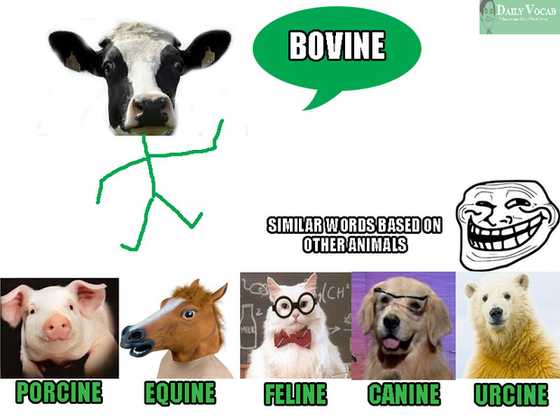 DAILY VOCAB
BOVINE
SIMILAR WORDS BASED ON
OTHER ANIMALS
PORCINE
EQUINE
FELINE
CANINE
URCINE